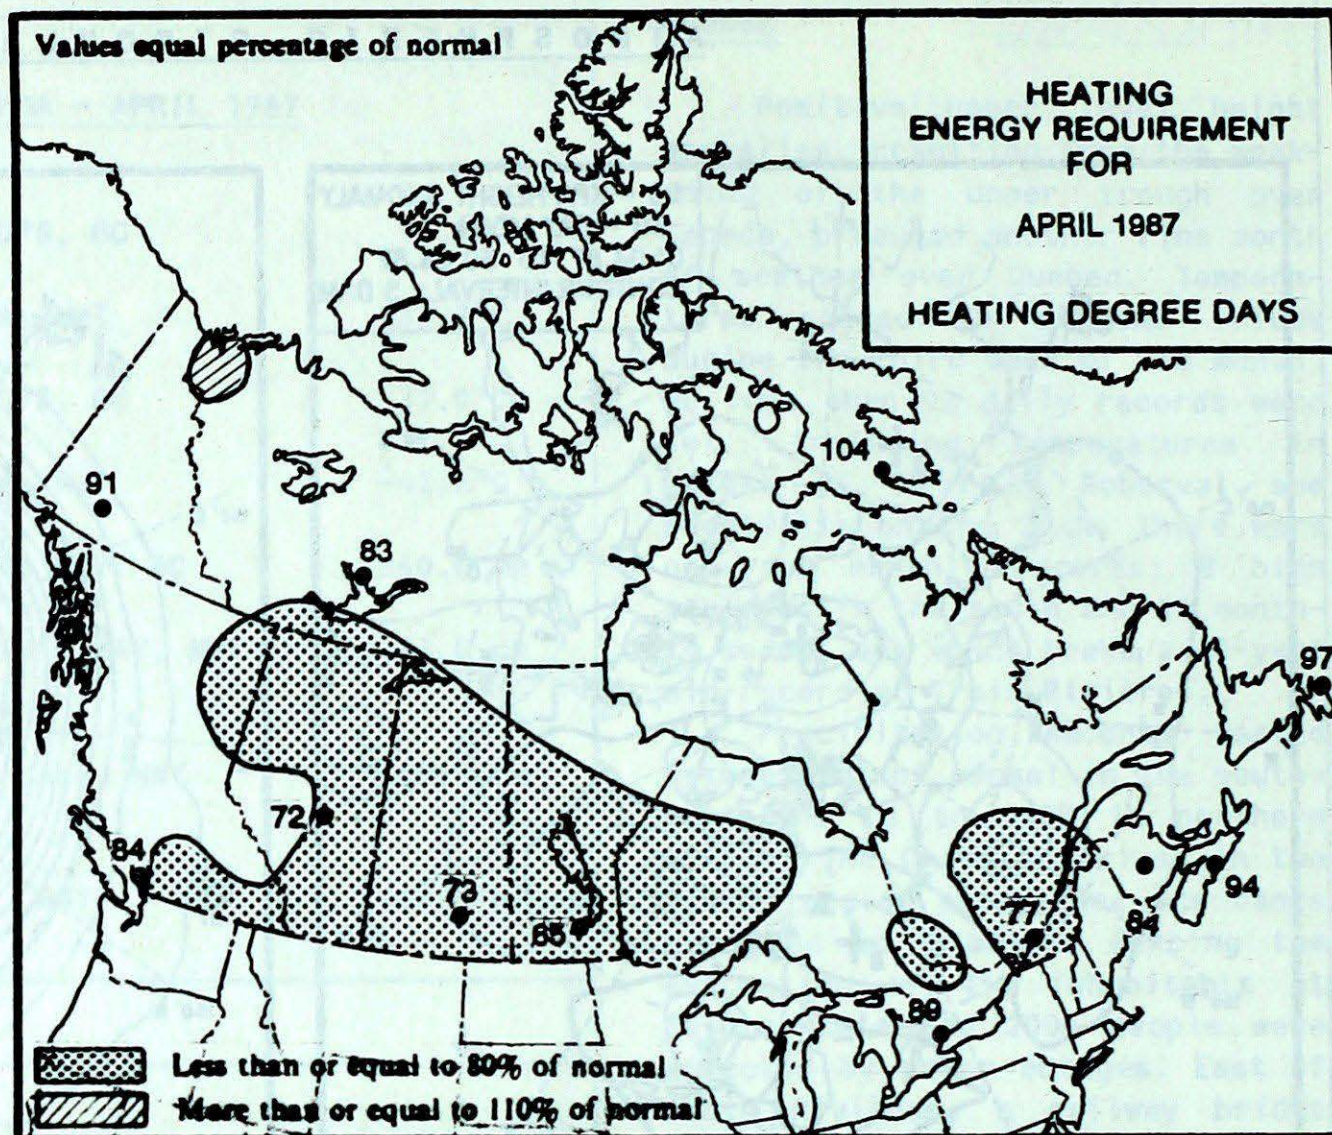 Values equal percentage of normal
HEATING
ENERGY REQUIREMENT
FOR
APRIL 1987
HEATING DEGREE DAYS
104
91
83
97
72
84
73
65
77
84
94
89
Less than or equal to 80% of normal
More than or equal to 110% of normal